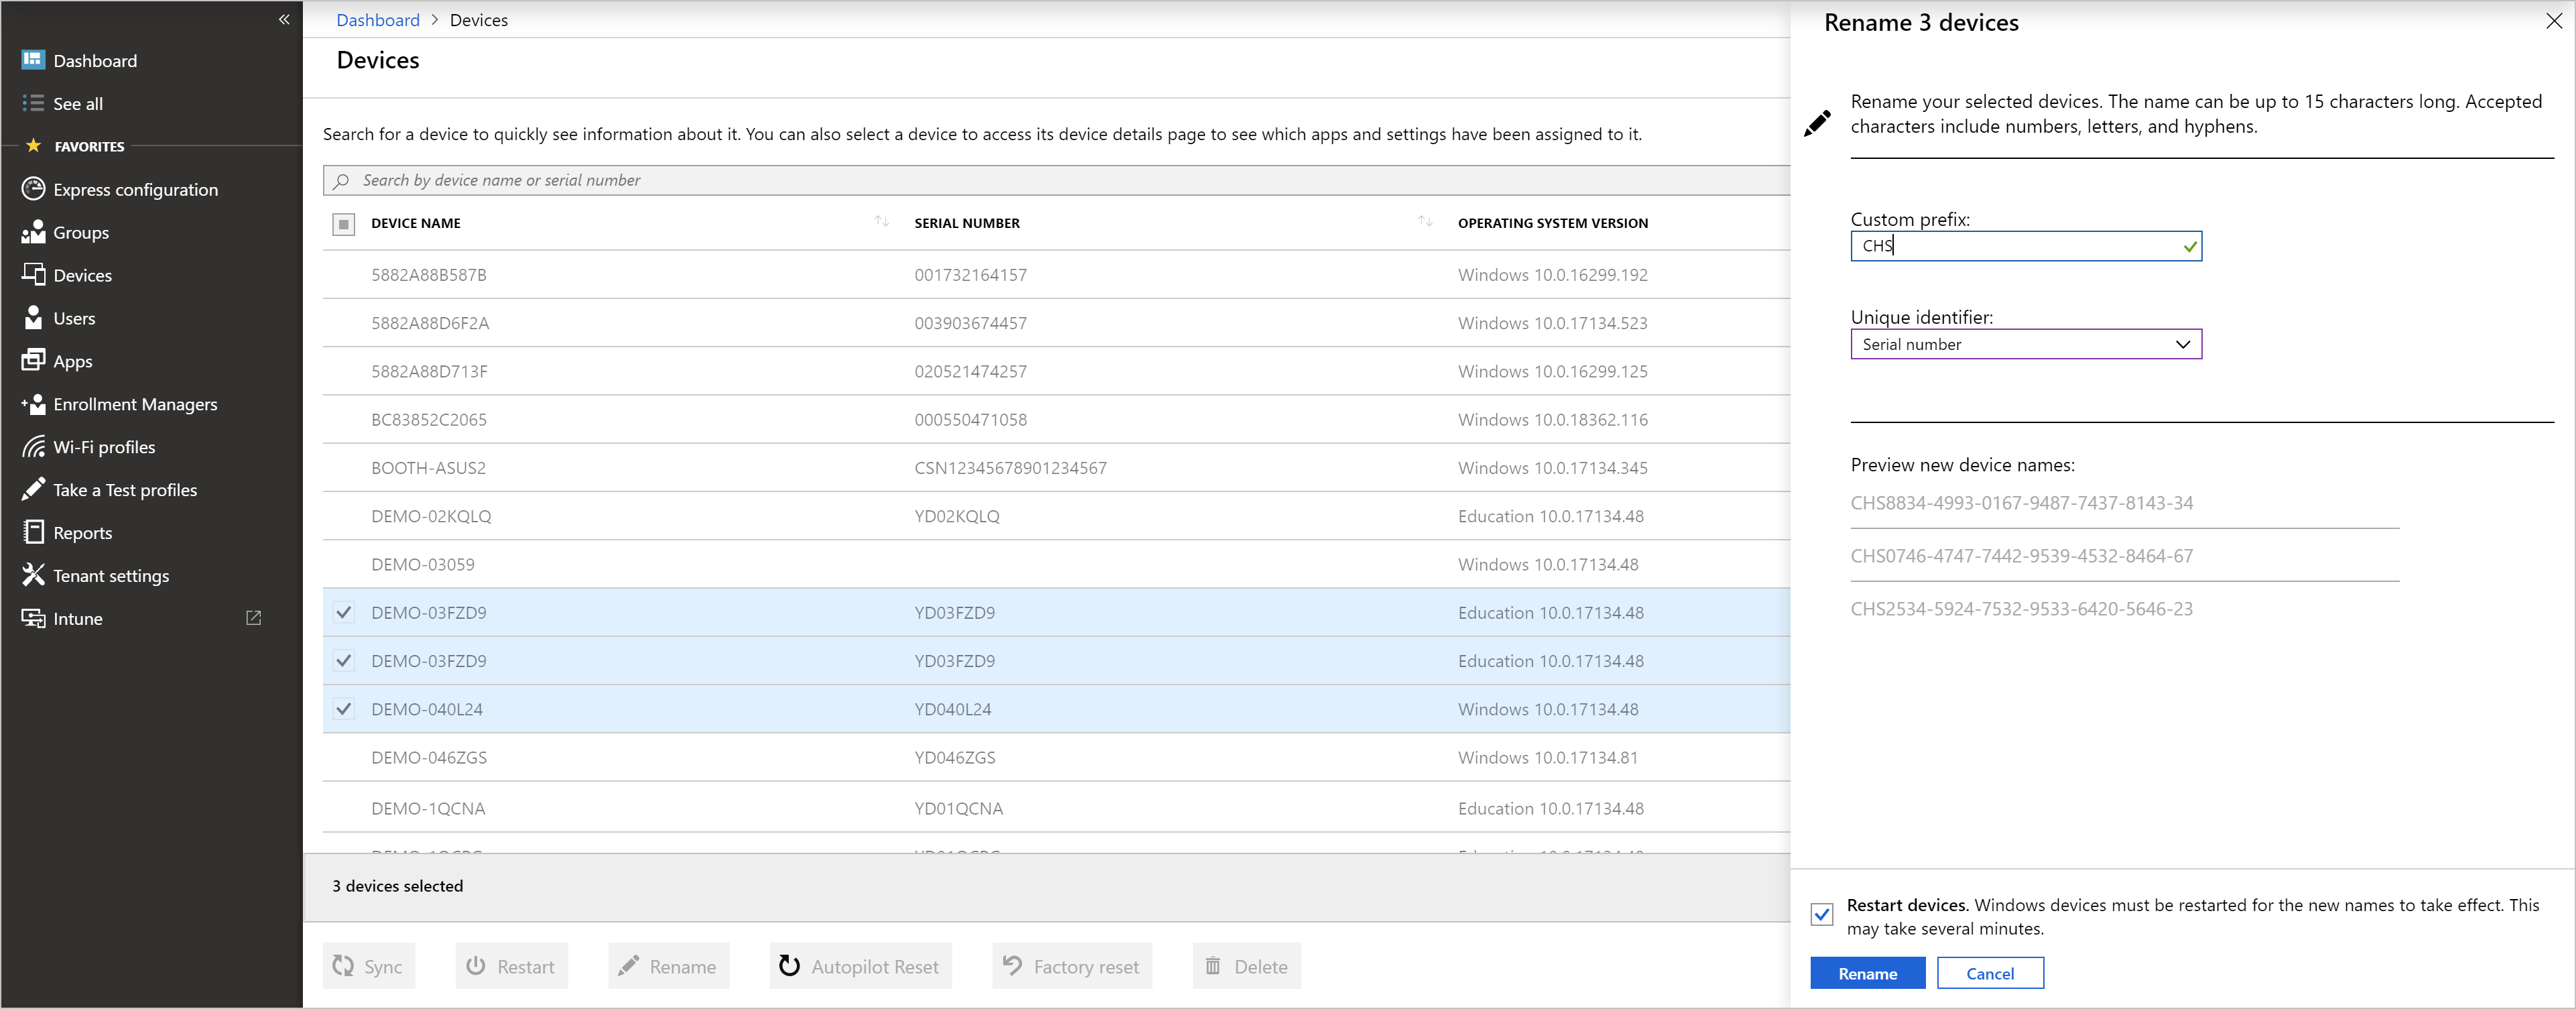 Dashboard
See all
FAVORITES
Express configuration
Groups
Devices
Users
Apps
Enrollment Managers
Wi-Fi profiles
Take a Test profiles
Reports
Tenant settings
Intune
Dashboard > Devices
Devices
Search for a device to quickly see information about it. You can also select a device to access its device details page to see which apps and settings have been assigned to it.
Search by device name or serial number
DEVICE NAME SERIAL NUMBER OPERATING SYSTEM VERSION
5882A88B587B 001732164157 Windows 10.0.16299.192
5882A88D6F2A 003903674457 Windows 10.0.17134.523
5882A88D713F 020521474257 Windows 10.0.16299.125
BC83852C2065 000550471058 Windows 10.0.18362.116
BOOTH-ASUS2 CSN12345678901234567 Windows 10.0.17134.345
DEMO-02KQLQ YD02KQLQ Education 10.0.17134.48
DEMO-03059 Windows 10.0.17134.48
DEMO-03FZD9 YD03FZD9 Education 10.0.17134.48
DEMO-03FZD9 YD03FZD9 Education 10.0.17134.48
DEMO-040L24 YD040L24 Windows 10.0.17134.48
DEMO-046ZGS YD046ZGS Windows 10.0.17134.81
DEMO-1QCNA YD01QCNA Education 10.0.17134.48
3 devices selected
Sync Restart Rename Autopilot Reset Factory reset Delete
Rename 3 devices
Rename your selected devices. The name can be up to 15 characters long. Accepted
characters include numbers, letters, and hyphens.
Custom prefix:
CHS
Unique identifier:
Serial number
Preview new device names:
CHS8834-4993-0167-9487-7437-8143-34
CHS0746-4747-7442-9539-4532-8464-67
CHS2534-5924-7532-9533-6420-5646-23
Restart devices. Windows devices must be restarted for the new names to take effect. This
may take several minutes.
Rename Cancel